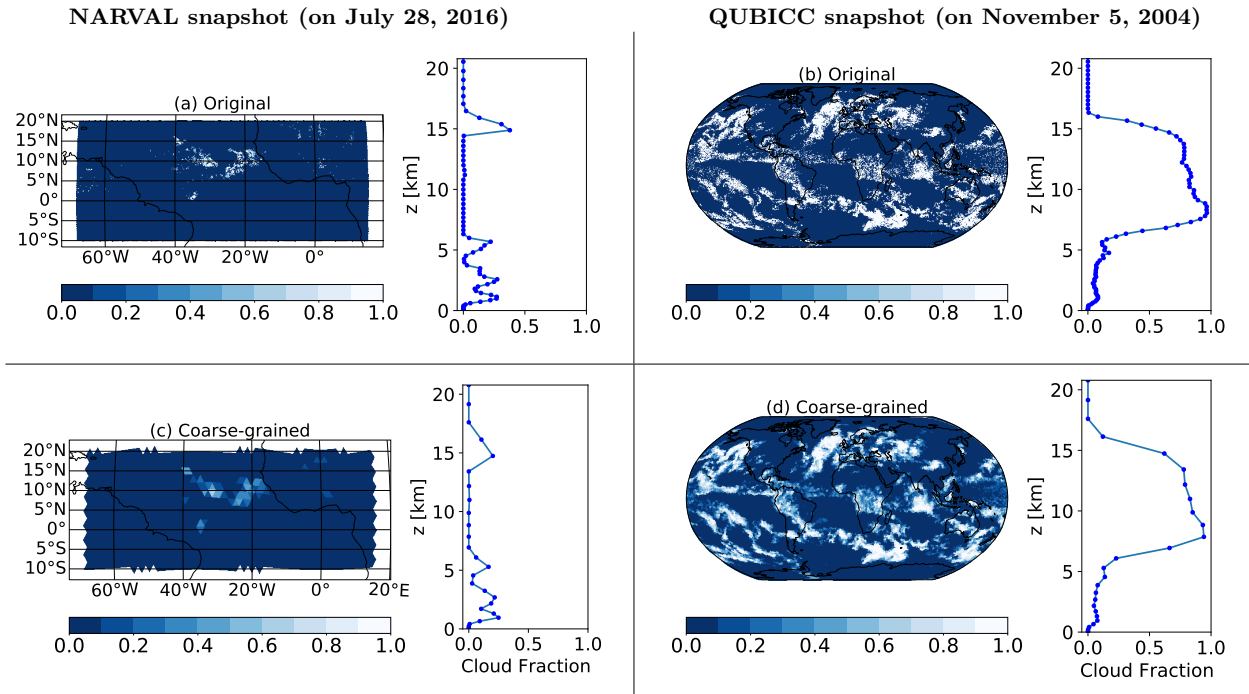 NARVAL snapshot (on July 28, 2016)
QUBICC snapshot (on November 5, 2004)
(a) Original
20°N
15°N
10°N
5°N
0°
5°S
10°S
60°W 40°W 20°W 0°
0.0 0.2 0.4 0.6 0.8 1.0
z [km]
20
15
10
5
0
0.0 0.5 1.0
(b) Original
0.0 0.2 0.4 0.6 0.8 1.0
z [km]
20
15
10
5
0
0.0 0.5 1.0
(c) Coarse-grained
20°N
15°N
10°N
5°N
0°
5°S
10°S
60°W 40°W 20°W 0° 20°E
0.0 0.2 0.4 0.6 0.8 1.0
z [km]
20
15
10
5
0
0.0 0.5 1.0
Cloud Fraction
(d) Coarse-grained
0.0 0.2 0.4 0.6 0.8 1.0
z [km]
20
15
10
5
0
0.0 0.5 1.0
Cloud Fraction